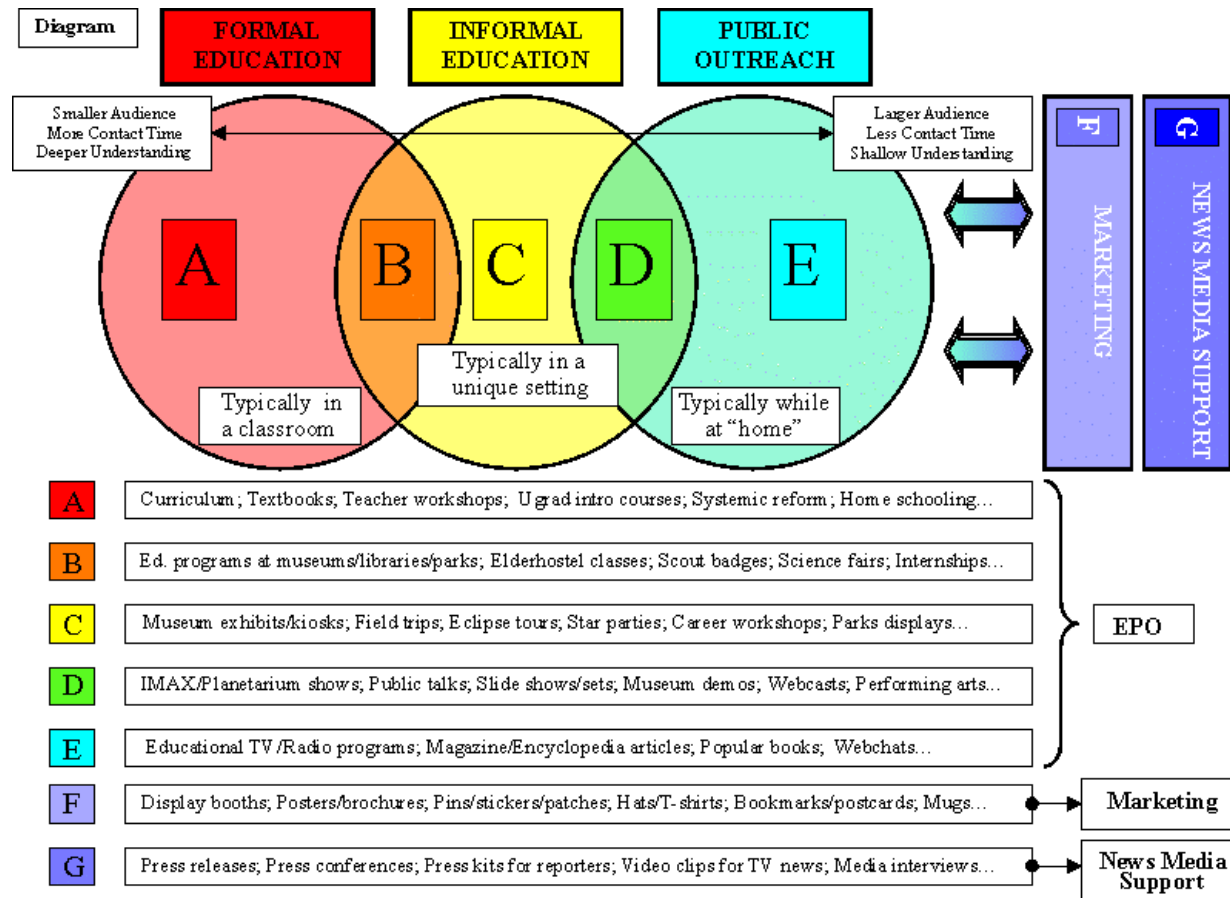 Diagram
FORMAL
EDUCATION
INFORMAL
EDUCATION
PUBLIC
OUTREACH
Smaller Audience
More Contact Time
Deeper Understanding
Larger Audience
Less Contact Time
Shallow Understanding
F
MARKETING
G
NEWS MEDIA SUPPORT
A
B
C
D
E
Typically in
a classroom
Typically in a
unique setting
Typically while
at “home”
A
Curriculum; Textbooks; Teacher workshops; Ugrad intro courses; Systemic reform; Home schooling...
B
Ed. programs at museums/libraries/parks; Elderhostel classes; Scout badges; Science fairs; Internships...
C
Museum exhibits/kiosks; Field trips; Eclipse tours; Star parties; Career workshops; Parks displays...
EPO
D
IMAX/Planetarium shows; Public talks; Slide shows/sets; Museum demos; Webcasts; Performing arts...
E
Educational TV/Radio programs; Magazine/Encyclopedia articles; Popular books; Webchats...
F
Display booths; Posters/brochures; Pins/stickers/patches; Hats/T-shirts; Bookmarks/postcards; Mugs...
Marketing
G
Press releases; Press conferences; Press kits for reporters; Video clips for TV news; Media interviews...
News Media
Support